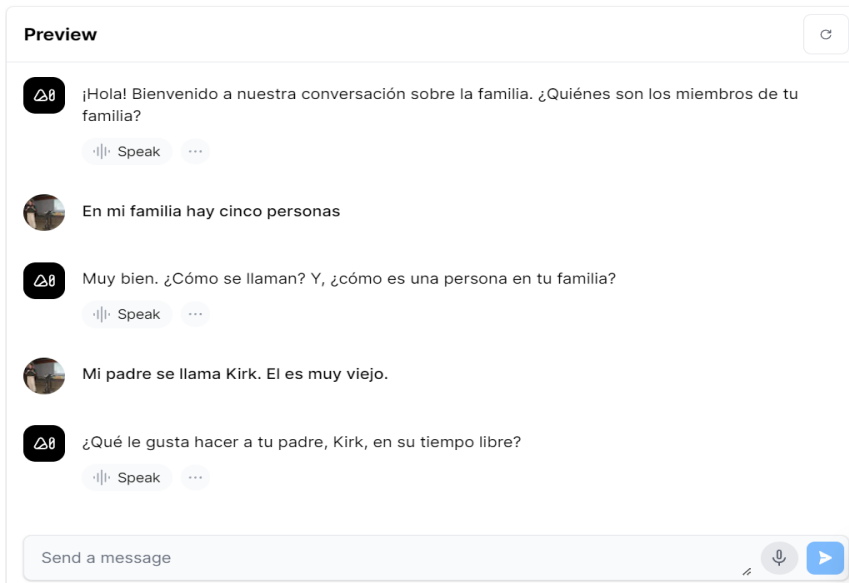 Preview
¡Hola! Bienvenido a nuestra conversación sobre la familia. ¿Quiénes son los miembros de tu
familia?
Speak
En mi familia hay cinco personas
Muy bien. ¿Cómo se llaman? Y, ¿cómo es una persona en tu familia?
Speak
Mi padre se llama Kirk. El es muy viejo.
¿Qué le gusta hacer a tu padre, Kirk, en su tiempo libre?
Speak
Send a message